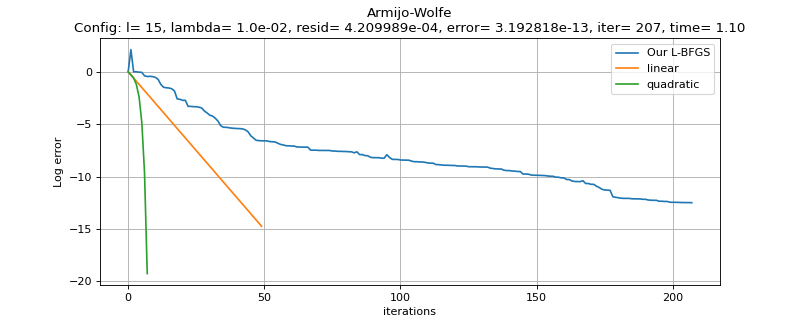 Armijo-Wolfe
Config: l= 15, lambda= 1.0e-02, resid= 4.209989e-04, error= 3.192818e-13, iter= 207, time= 1.10
Our L-BFGS
linear
quadratic
Log error
0
−5
−10
−15
−20
0 50 100 150 200
iterations